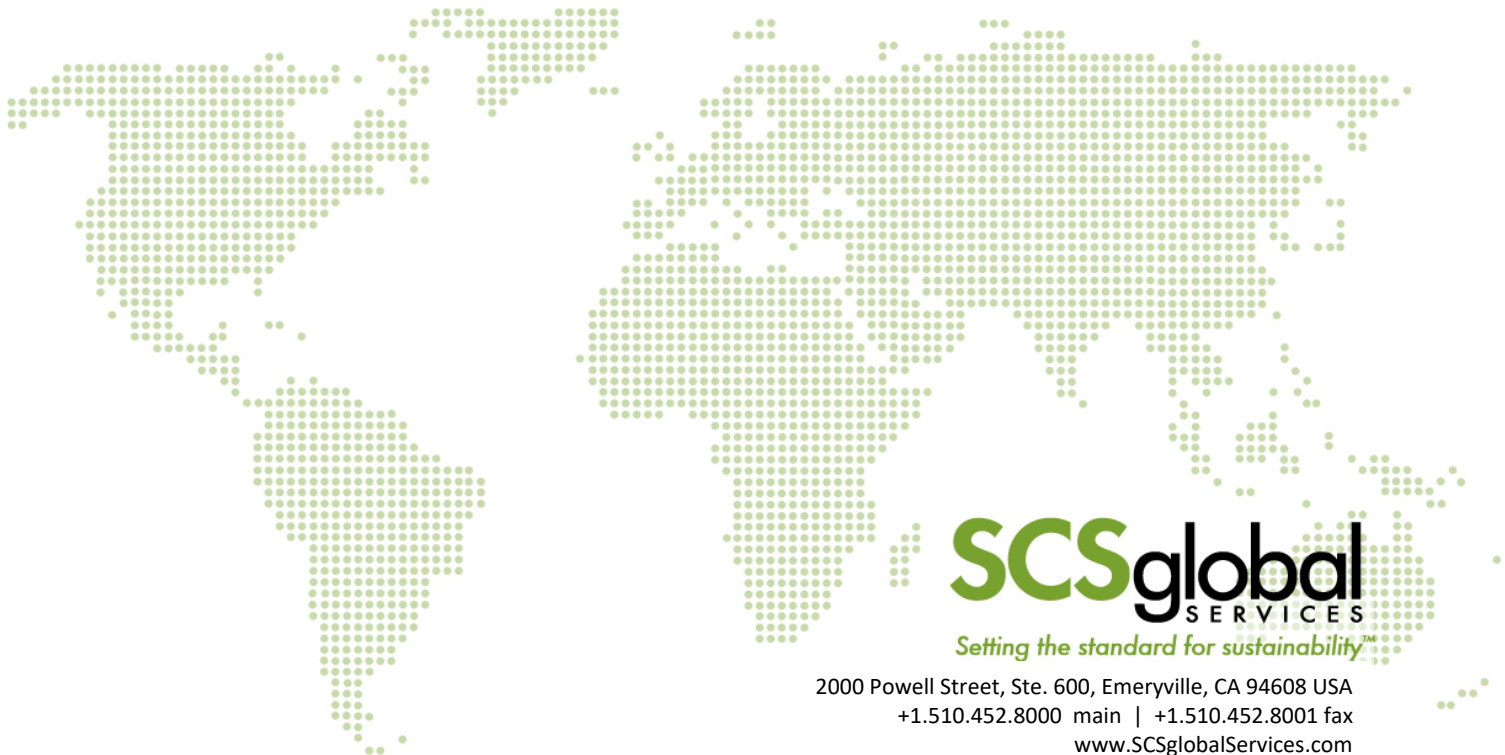 SCSglobal
SERVICES
Setting the standard for sustainability™
2000 Powell Street, Ste. 600, Emeryville, CA 94608 USA
+1.510.452.8000 main | +1.510.452.8001 fax
www.SCSglobalServices.com